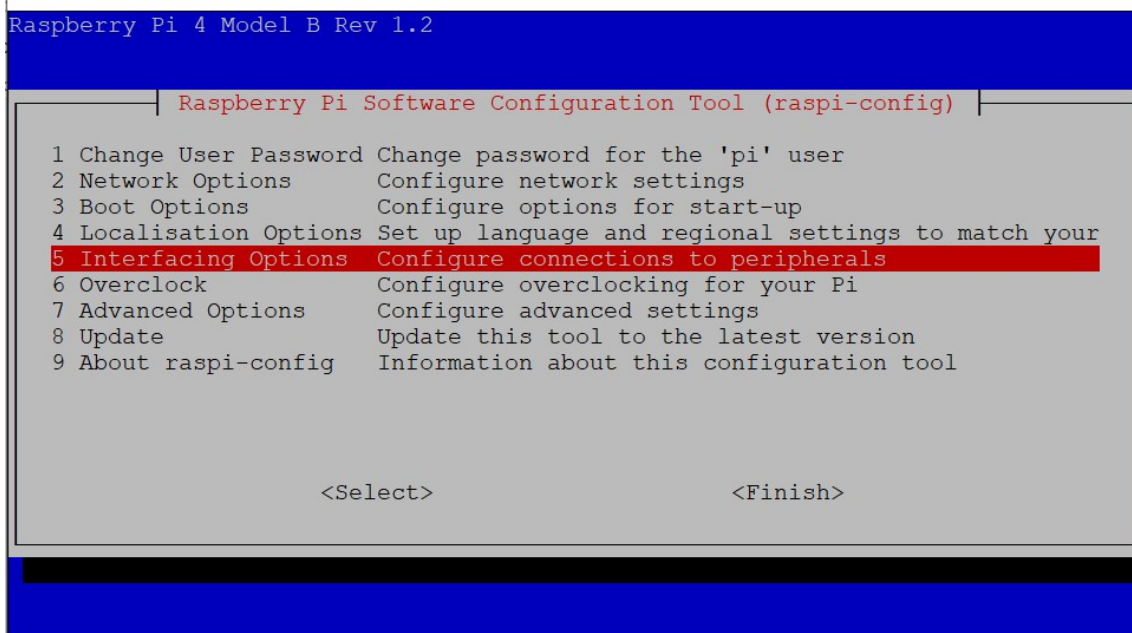 Raspberry Pi 4 Model B Rev 1.2
Raspberry Pi Software Configuration Tool (raspi-config)
1 Change User Password Change password for the 'pi' user
2 Network Options Configure network settings
3 Boot Options Configure options for start-up
4 Localisation Options Set up language and regional settings to match your
5 Interfacing Options Configure connections to peripherals
6 Overclock Configure overclocking for your Pi
7 Advanced Options Configure advanced settings
8 Update Update this tool to the latest version
9 About raspi-config Information about this configuration tool
<Select> <Finish>